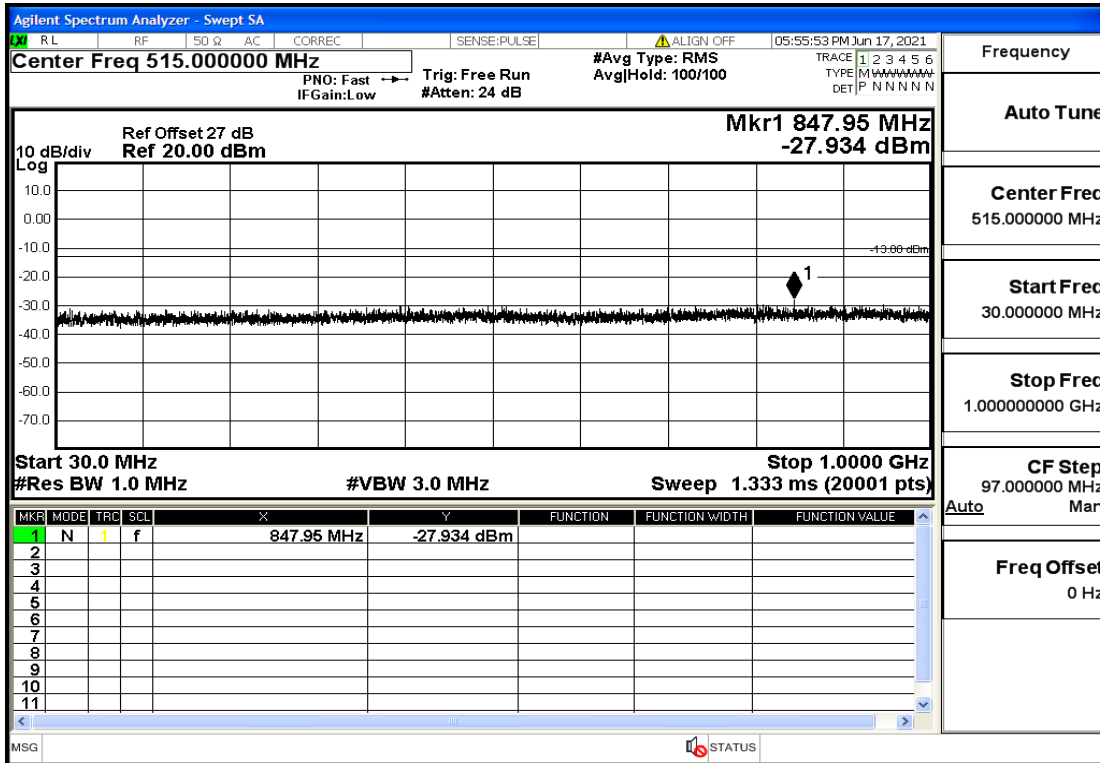 Agilent Spectrum Analyzer - Swept SA
LXI RL RF 50 Ω AC CORREC SENSE:PULSE ALIGN OFF 05:55:53 PM Jun 17, 2021
Center Freq 515.000000 MHz
PNO: Fast
IFGain:Low
Trig: Free Run
#Atten: 24 dB
#Avg Type: RMS
Avg|Hold: 100/100
TRACE 1 2 3 4 5 6
TYPE M WWWWW
DET P N N N N N
Mkr1 847.95 MHz
-27.934 dBm
Ref Offset 27 dB
10 dB/div Ref 20.00 dBm
Log
10.0
0.00
-10.0
-13.00 dBm
-20.0
1
-30.0
-40.0
-50.0
-60.0
-70.0
Start 30.0 MHz Stop 1.0000 GHz
#Res BW 1.0 MHz #VBW 3.0 MHz Sweep 1.333 ms (20001 pts)
MKR MODE TRC SCL X Y FUNCTION FUNCTION WIDTH FUNCTION VALUE
1 N 1 f 847.95 MHz -27.934 dBm
2
3
4
5
6
7
8
9
10
11
MSG STATUS
Frequency
Auto Tune
Center Freq
515.000000 MHz
Start Freq
30.000000 MHz
Stop Freq
1.000000000 GHz
CF Step
97.000000 MHz
Auto Man
Freq Offset
0 Hz